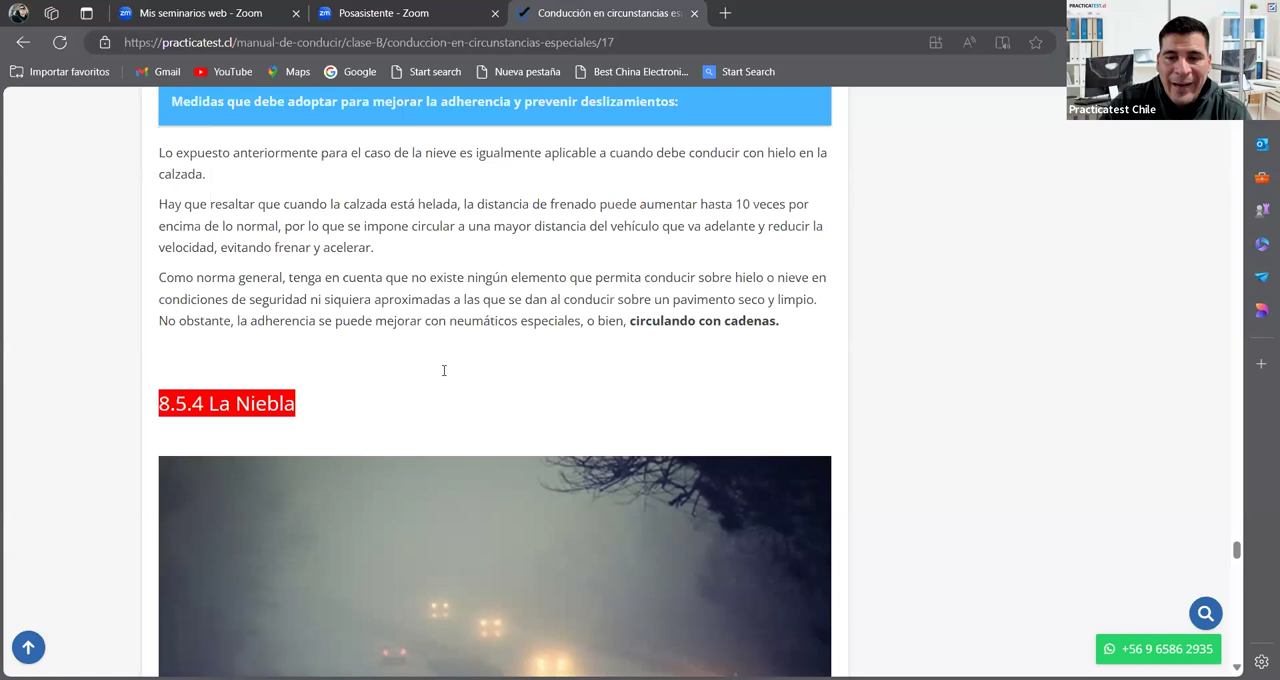 Mis seminarios web - Zoom
Posasistente - Zoom
Conducción en circunstancias es
https://practicatest.cl/manual-de-conducir/clase-B/conduccion-en-circunstancias-especiales/17
Importar favoritos
Gmail
YouTube
Maps
Google
Start search
Nueva pestaña
Best China Electroni...
Start Search
PRACTICATEST.cl
Practicatest Chile
Medidas que debe adoptar para mejorar la adherencia y prevenir deslizamientos:
Lo expuesto anteriormente para el caso de la nieve es igualmente aplicable a cuando debe conducir con hielo en la
calzada.
Hay que resaltar que cuando la calzada está helada, la distancia de frenado puede aumentar hasta 10 veces por
encima de lo normal, por lo que se impone circular a una mayor distancia del vehículo que va adelante y reducir la
velocidad, evitando frenar y acelerar.
Como norma general, tenga en cuenta que no existe ningún elemento que permita conducir sobre hielo o nieve en
condiciones de seguridad ni siquiera aproximadas a las que se dan al conducir sobre un pavimento seco y limpio.
No obstante, la adherencia se puede mejorar con neumáticos especiales, o bien, circulando con cadenas.
8.5.4 La Niebla
+56 9 6586 2935